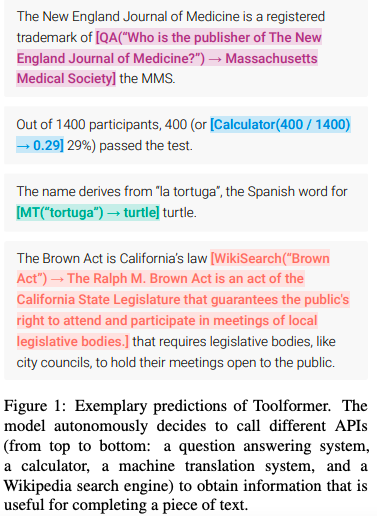 The New England Journal of Medicine is a registered
trademark of [QA(“Who is the publisher of The New
England Journal of Medicine?”) → Massachusetts
Medical Society] the MMS.
Out of 1400 participants, 400 (or [Calculator(400 / 1400)
→ 0.29] 29%) passed the test.
The name derives from “la tortuga”, the Spanish word for
[MT(“tortuga”) → turtle] turtle.
The Brown Act is California’s law [WikiSearch(“Brown
Act”) → The Ralph M. Brown Act is an act of the
California State Legislature that guarantees the public's
right to attend and participate in meetings of local
legislative bodies.] that requires legislative bodies, like
city councils, to hold their meetings open to the public.
Figure 1: Exemplary predictions of Toolformer. The
model autonomously decides to call different APIs
(from top to bottom: a question answering system,
a calculator, a machine translation system, and a
Wikipedia search engine) to obtain information that is
useful for completing a piece of text.